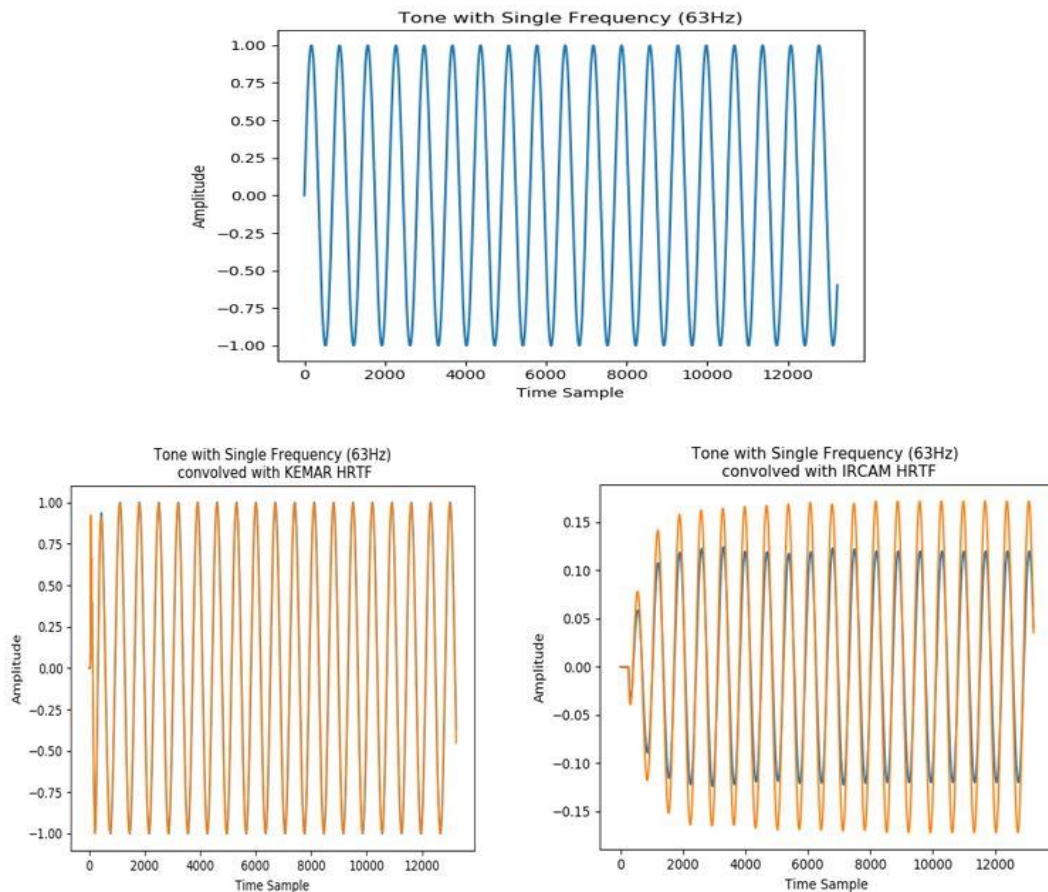 Tone with Single Frequency (63Hz)
1.00
0.75
0.50
0.25
0.00
−0.25
−0.50
−0.75
−1.00
Amplitude
0 2000 4000 6000 8000 10000 12000
Time Sample
Tone with Single Frequency (63Hz)
convolved with KEMAR HRTF
1.00
0.75
0.50
0.25
0.00
−0.25
−0.50
−0.75
−1.00
Amplitude
0 2000 4000 6000 8000 10000 12000
Time Sample
Tone with Single Frequency (63Hz)
convolved with IRCAM HRTF
0.15
0.10
0.05
0.00
−0.05
−0.10
−0.15
Amplitude
0 2000 4000 6000 8000 10000 12000
Time Sample